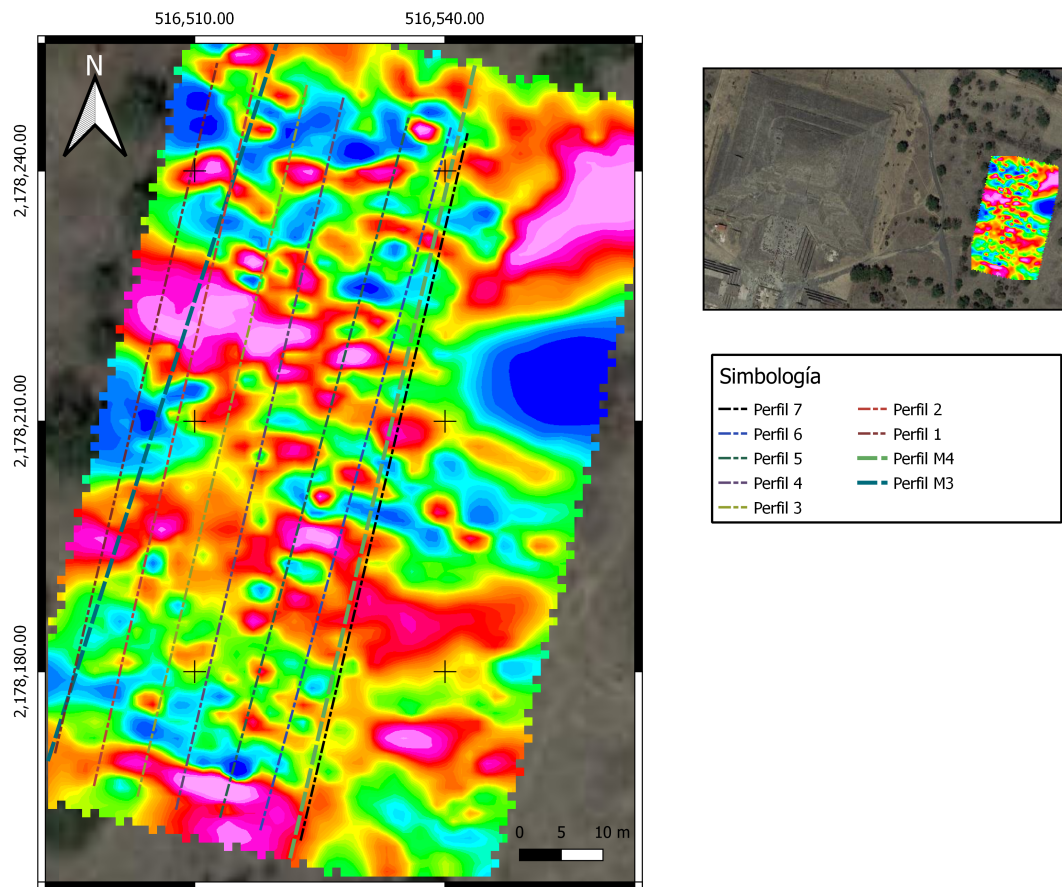 516,510.00 516,540.00
N
2,178,240.00
2,178,210.00
2,178,180.00
0 5 10 m
Simbología
Perfil 7
Perfil 6
Perfil 5
Perfil 4
Perfil 3
Perfil 2
Perfil 1
Perfil M4
Perfil M3